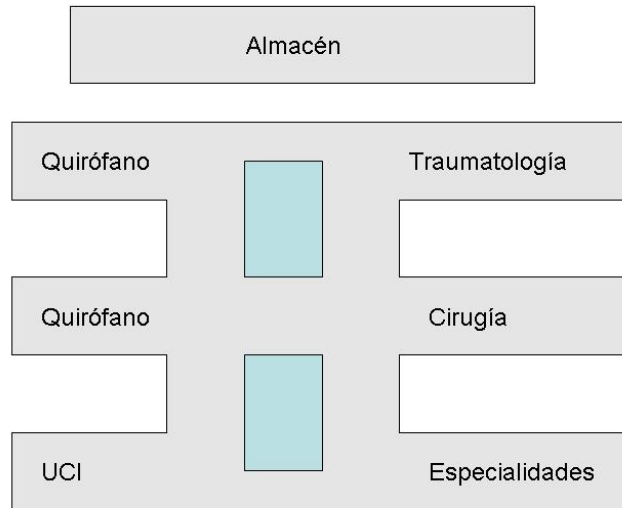 Almacén
Quirófano
Traumatología
Quirófano
Cirugía
UCI
Especialidades